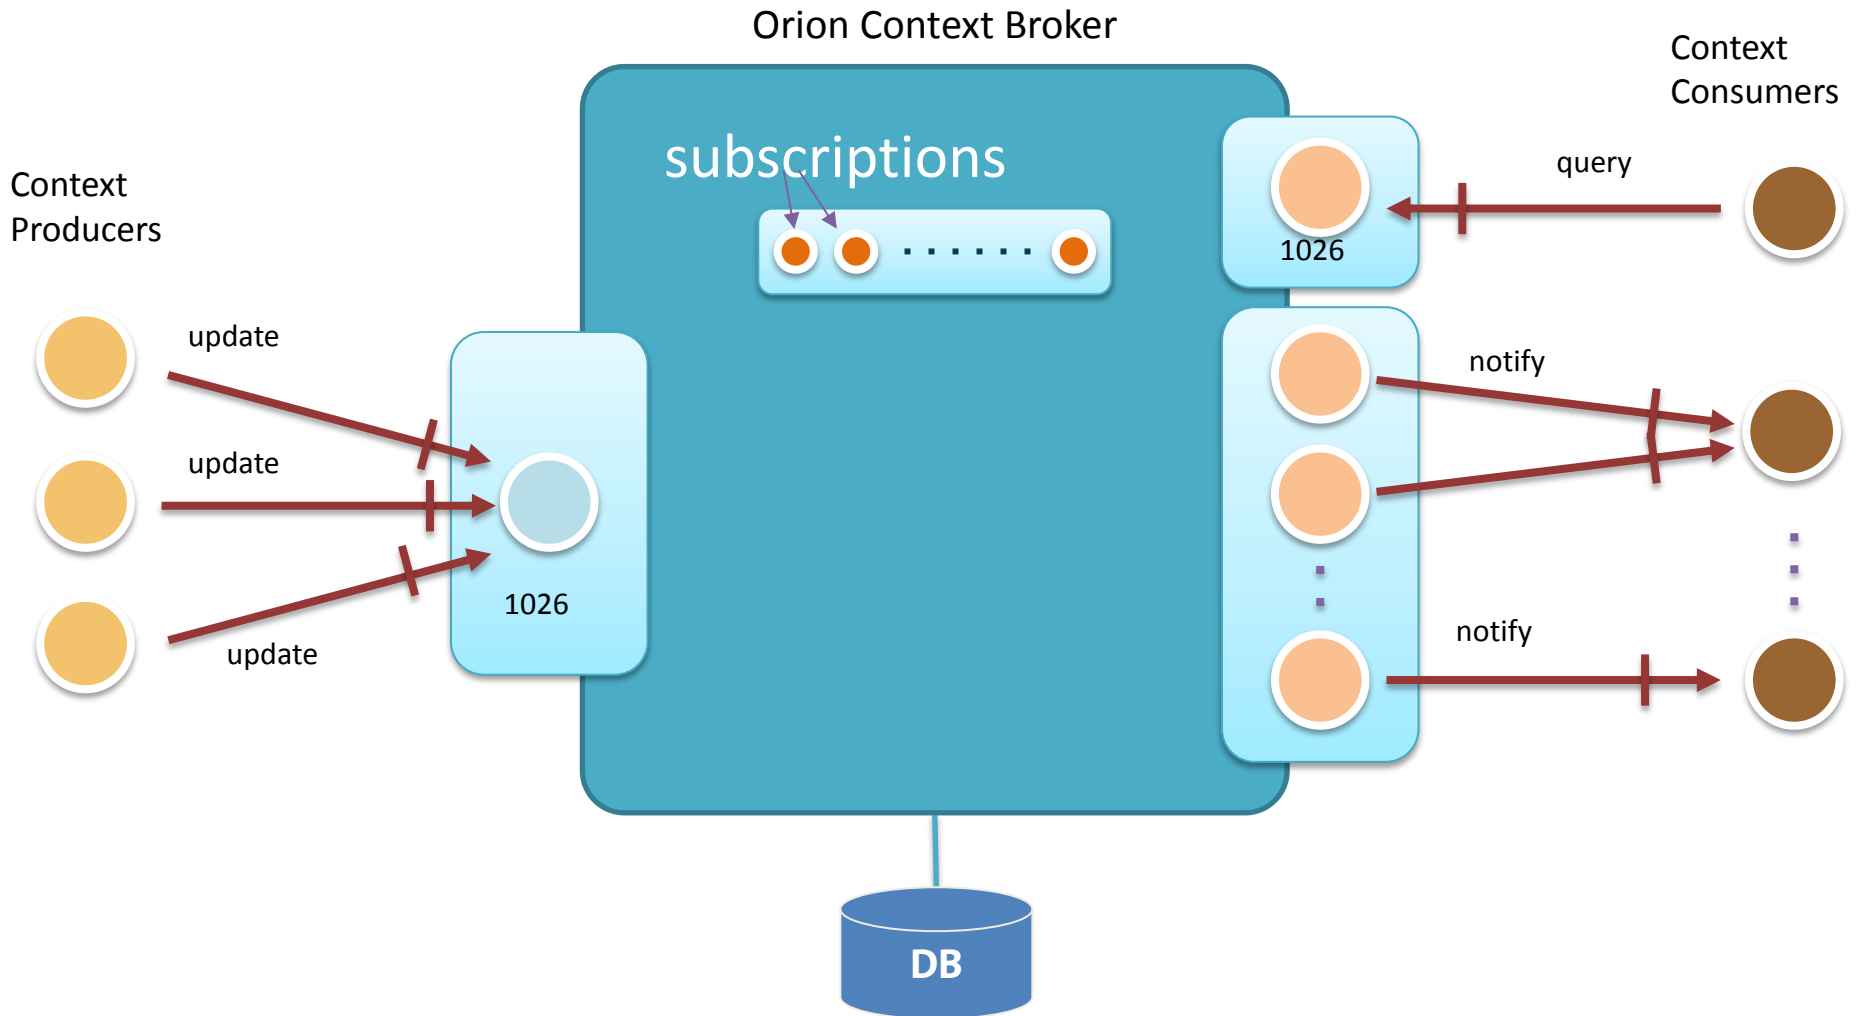 Orion Context Broker
Context
Producers
Context
Consumers
subscriptions
query
1026
update
notify
update
1026
update
notify
DB